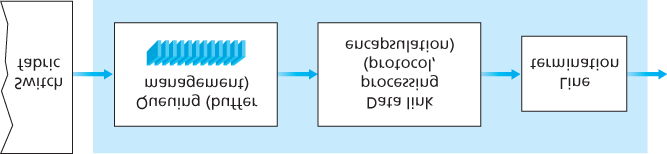 Switch
fabric
Queuing (buffer
management)
Data link
processing
(protocol,
encapsulation)
Line
termination